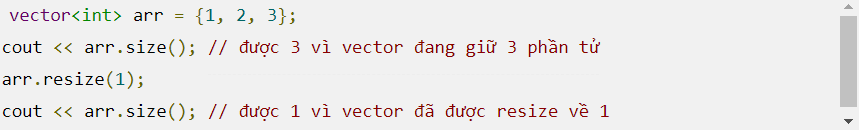 vector<int> arr = {1, 2, 3};
cout << arr.size(); // được 3 vì vector đang giữ 3 phần tử
arr.resize(1);
cout << arr.size(); // được 1 vì vector đã được resize về 1